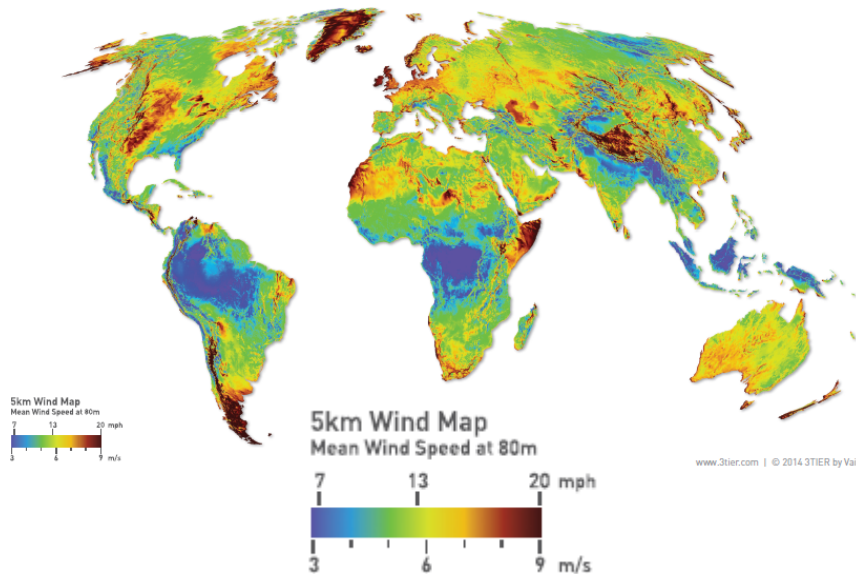 5km Wind Map
Mean Wind Speed at 80m
7 13 20 mph
3 6 9 m/s
5km Wind Map
Mean Wind Speed at 80m
7 13 20 mph
3 6 9 m/s
www.3tier.com | © 2014 3TIER by Vai